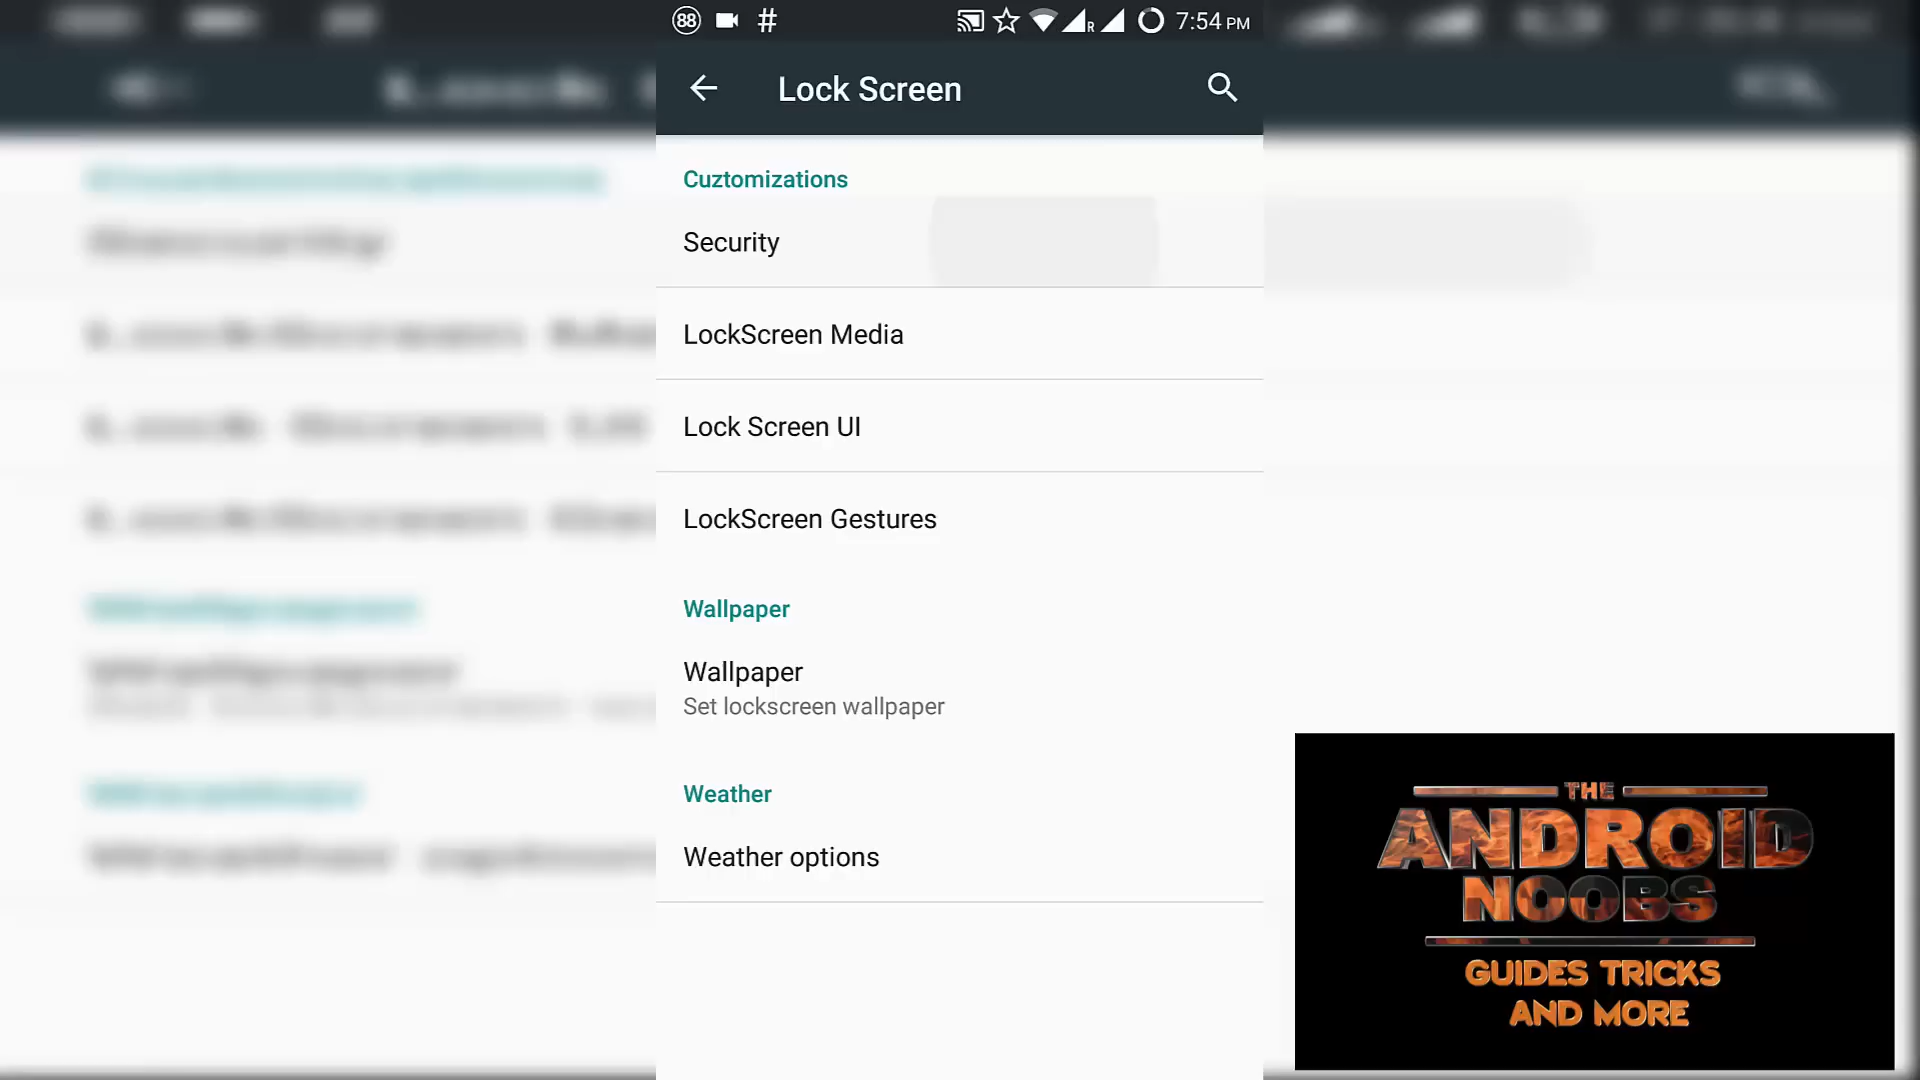 88 # R 7:54 PM
Lock Screen
Cuztomizations
Security
LockScreen Media
Lock Screen UI
LockScreen Gestures
Wallpaper
Wallpaper
Set lockscreen wallpaper
Weather
Weather options
THE
ANDROID
NOOBS
GUIDES TRICKS
AND MORE